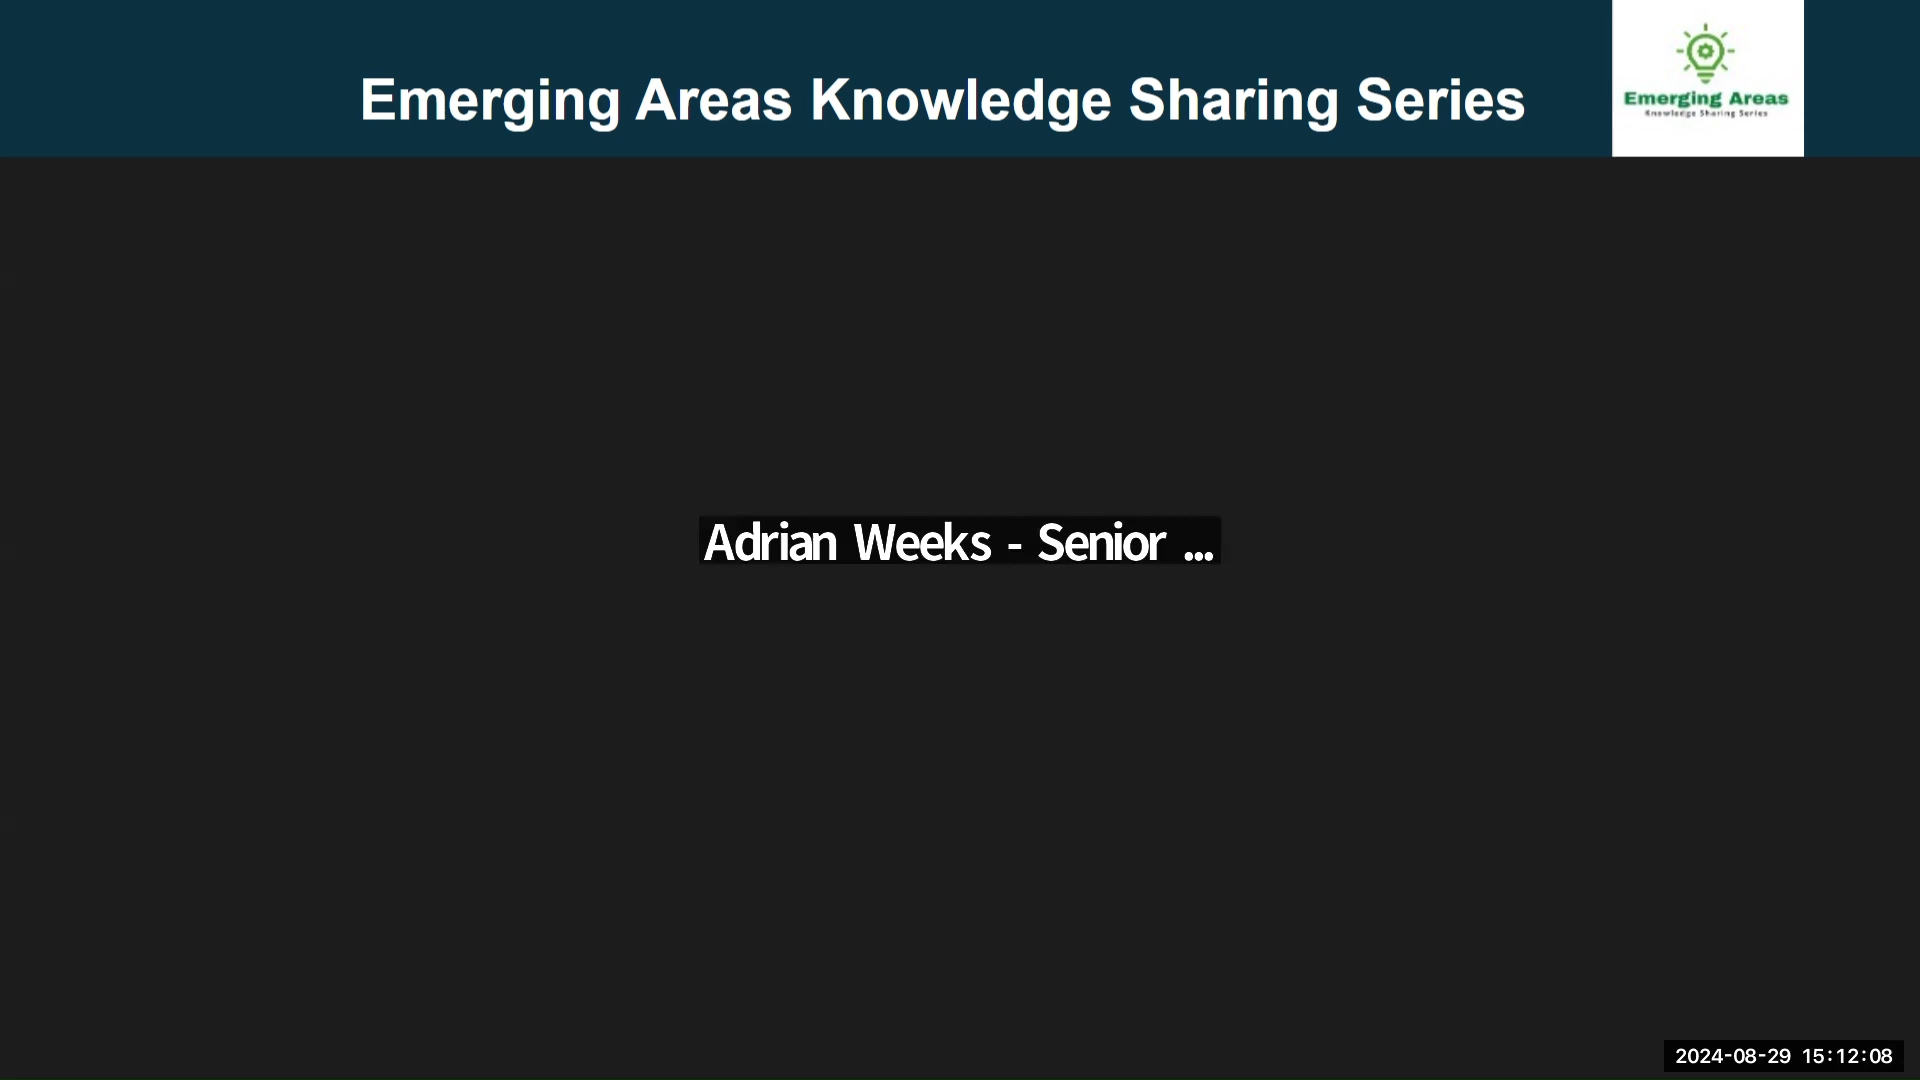 Emerging Areas Knowledge Sharing Series
Emerging Areas
Knowledge Sharing Series
Adrian Weeks - Senior ...
2024-08-29 15:12:08